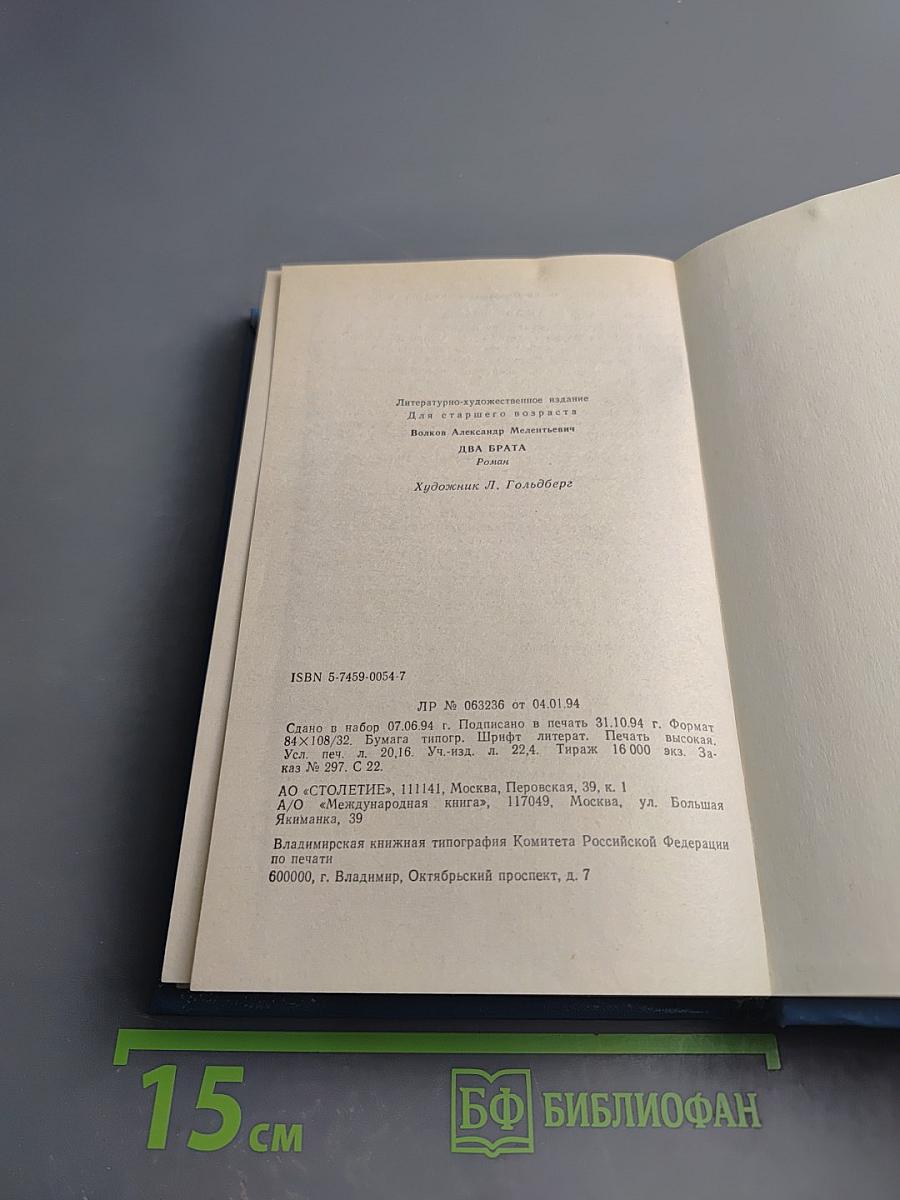 Литературно-художественное издание
Для старшего возраста
Волков Александр Мелентьевич
ДВА БРАТА
Роман
Художник Л. Гольдберг
ISBN 5-7459-0054-7
ЛР № 063236 от 04.01.94
Сдано в набор 07.06.94 г. Подписано в печать 31.10.94 г. Формат
84×108/32. Бумага типогр. Шрифт литерат. Печать высокая.
Усл. печ. л. 20,16. Уч.-изд. л. 22,4. Тираж 16 000 экз. За-
каз № 297. С 22.
АО «СТОЛЕТИЕ», 111141, Москва, Перовская, 39, к. 1
А/О «Международная книга», 117049, Москва, ул. Большая
Якиманка, 39
Владимирская книжная типография Комитета Российской Федерации
по печати
600000, г. Владимир, Октябрьский проспект, д. 7
15 см
БФ БИБЛИОФАН